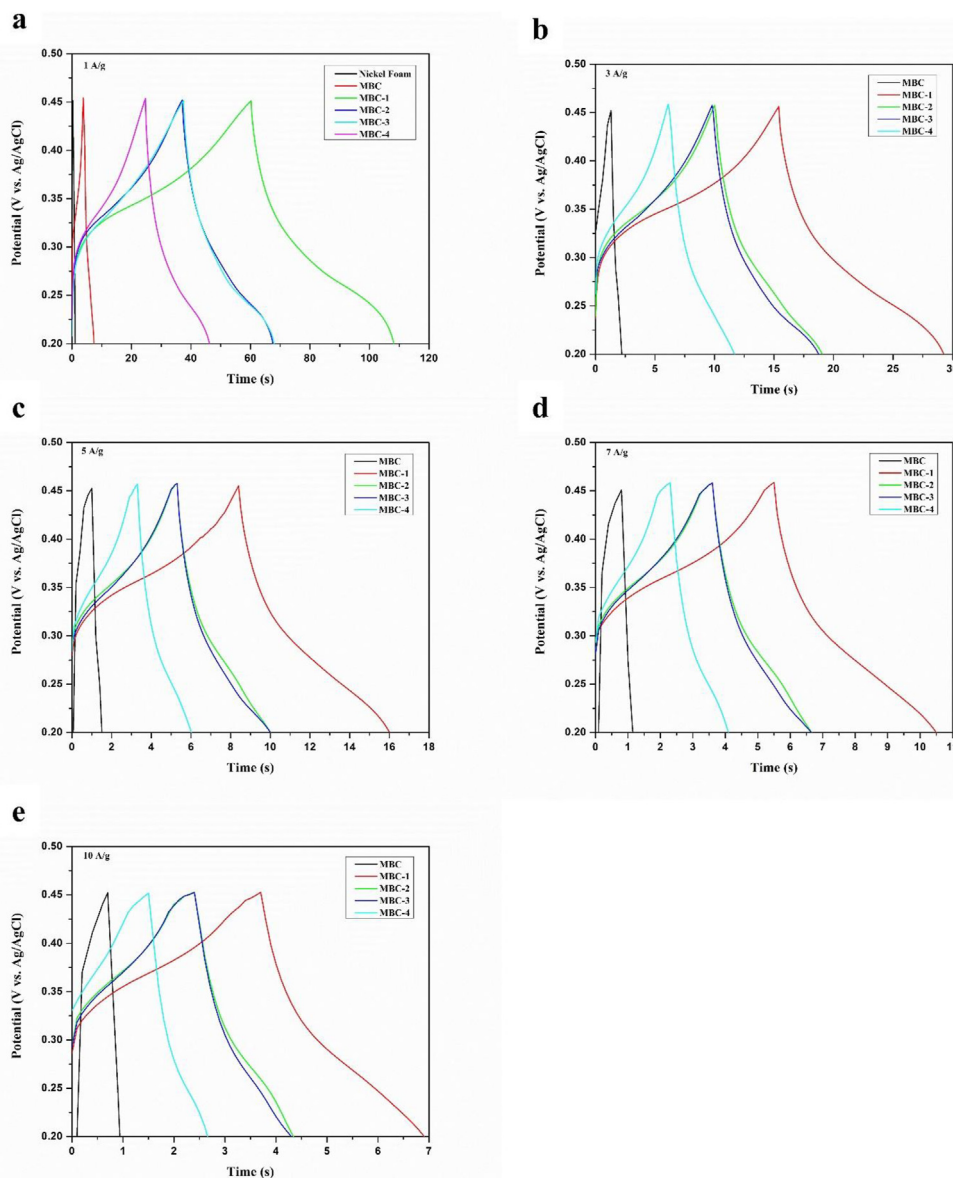 a
0.50
0.45
0.40
0.35
0.30
0.25
0.20
Potential (V vs. Ag/AgCl)
1 A/g
Nickel Foam
MBC
MBC-1
MBC-2
MBC-3
MBC-4
0 20 40 60 80 100 120
Time (s)
b
0.50
0.45
0.40
0.35
0.30
0.25
0.20
Potential (V vs. Ag/AgCl)
3 A/g
MBC
MBC-1
MBC-2
MBC-3
MBC-4
0 5 10 15 20 25 30
Time (s)
c
0.50
0.45
0.40
0.35
0.30
0.25
0.20
Potential (V vs. Ag/AgCl)
5 A/g
MBC
MBC-1
MBC-2
MBC-3
MBC-4
0 2 4 6 8 10 12 14 16 18
Time (s)
d
0.50
0.45
0.40
0.35
0.30
0.25
0.20
Potential (V vs. Ag/AgCl)
7 A/g
MBC
MBC-1
MBC-2
MBC-3
MBC-4
0 1 2 3 4 5 6 7 8 9 10 11
Time (s)
e
0.50
0.45
0.40
0.35
0.30
0.25
0.20
Potential (V vs. Ag/AgCl)
10 A/g
MBC
MBC-1
MBC-2
MBC-3
MBC-4
0 1 2 3 4 5 6 7
Time (s)